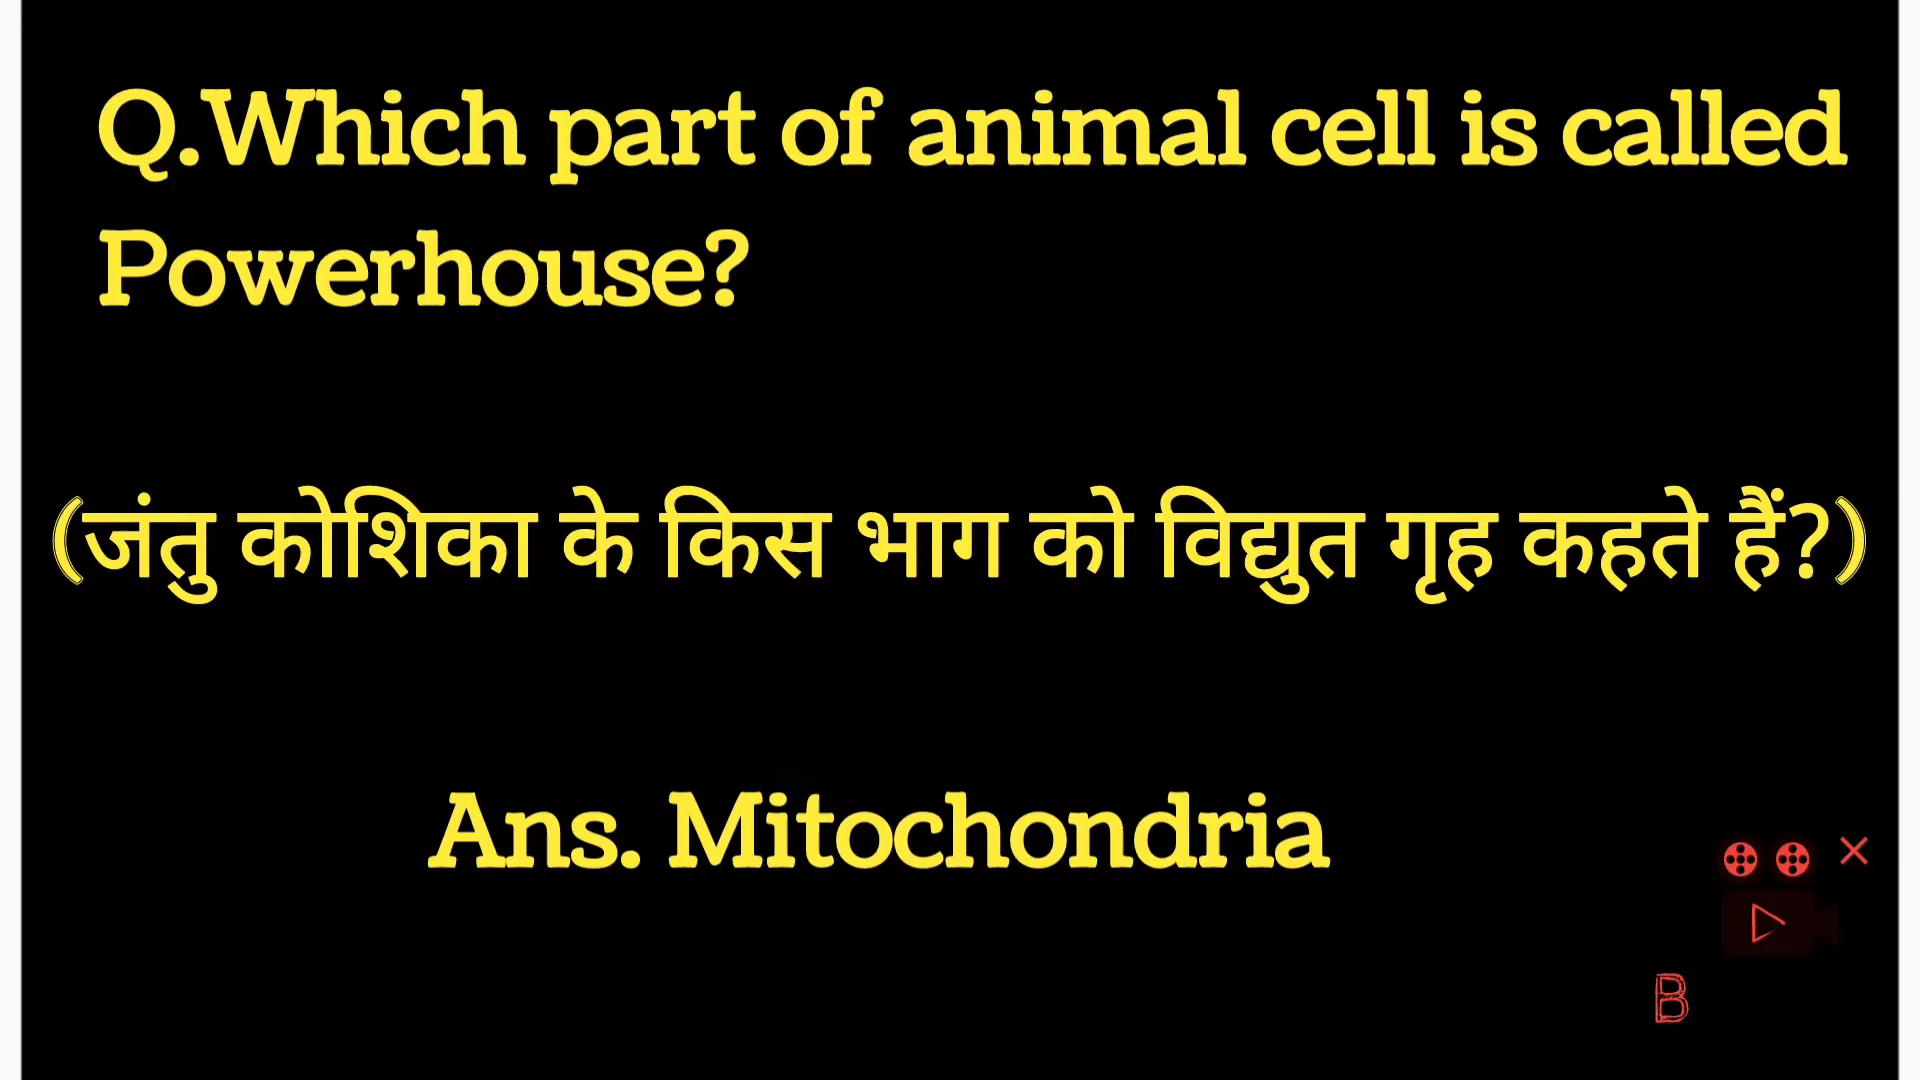 Q.Which part of animal cell is called
Powerhouse?
(जंतु कोशिका के किस भाग को विद्युत गृह कहते हैं?)
Ans. Mitochondria
B